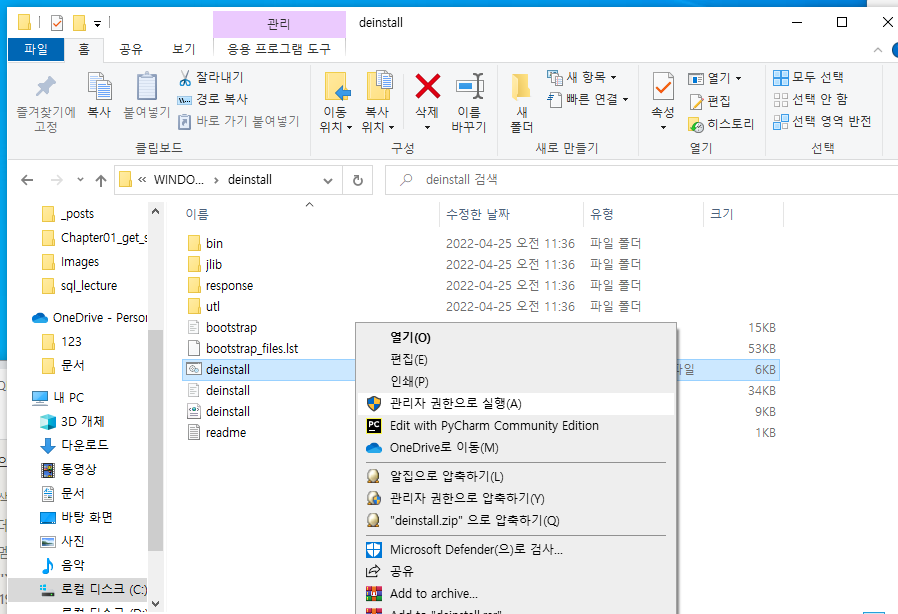 관리
deinstall
파일
홈
공유
보기
응용 프로그램 도구
즐겨찾기에 고정
복사
붙여넣기
잘라내기
경로 복사
바로 가기 붙여넣기
클립보드
이동 위치
복사 위치
삭제
이름 바꾸기
구성
새 폴더
새 항목
빠른 연결
새로 만들기
속성
열기
편집
히스토리
열기
모두 선택
선택 안 함
선택 영역 반전
선택
« WINDO... › deinstall
deinstall 검색
이름 수정한 날짜 유형 크기
_posts
Chapter01_get_s
Images
sql_lecture
OneDrive - Person
123
문서
내 PC
3D 개체
다운로드
동영상
문서
바탕 화면
사진
음악
로컬 디스크 (C:)
bin 2022-04-25 오전 11:36 파일 폴더
jlib 2022-04-25 오전 11:36 파일 폴더
response 2022-04-25 오전 11:36 파일 폴더
utl 2022-04-25 오전 11:36 파일 폴더
bootstrap 15KB
bootstrap_files.lst 53KB
deinstall 파일 6KB
deinstall 34KB
deinstall 9KB
readme 1KB
열기(O)
편집(E)
인쇄(P)
관리자 권한으로 실행(A)
PC Edit with PyCharm Community Edition
OneDrive로 이동(M)
알집으로 압축하기(L)
관리자 권한으로 압축하기(Y)
"deinstall.zip" 으로 압축하기(Q)
Microsoft Defender(으)로 검사...
공유
Add to archive...